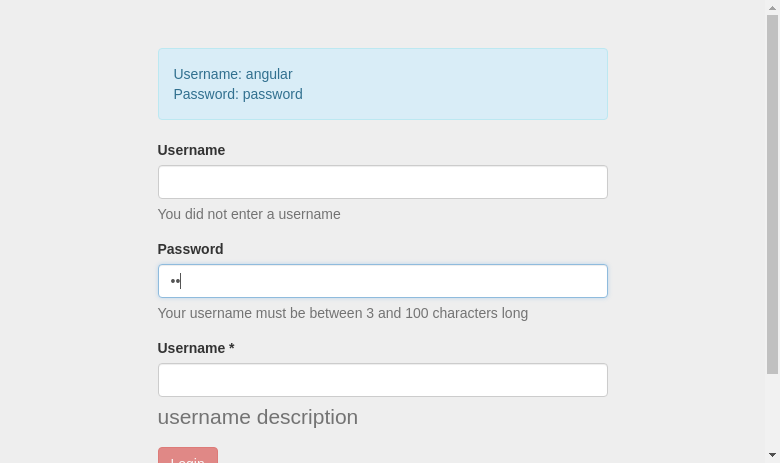 Username: angular
Password: password
Username
You did not enter a username
Password
••
Your username must be between 3 and 100 characters long
Username *
username description
Login